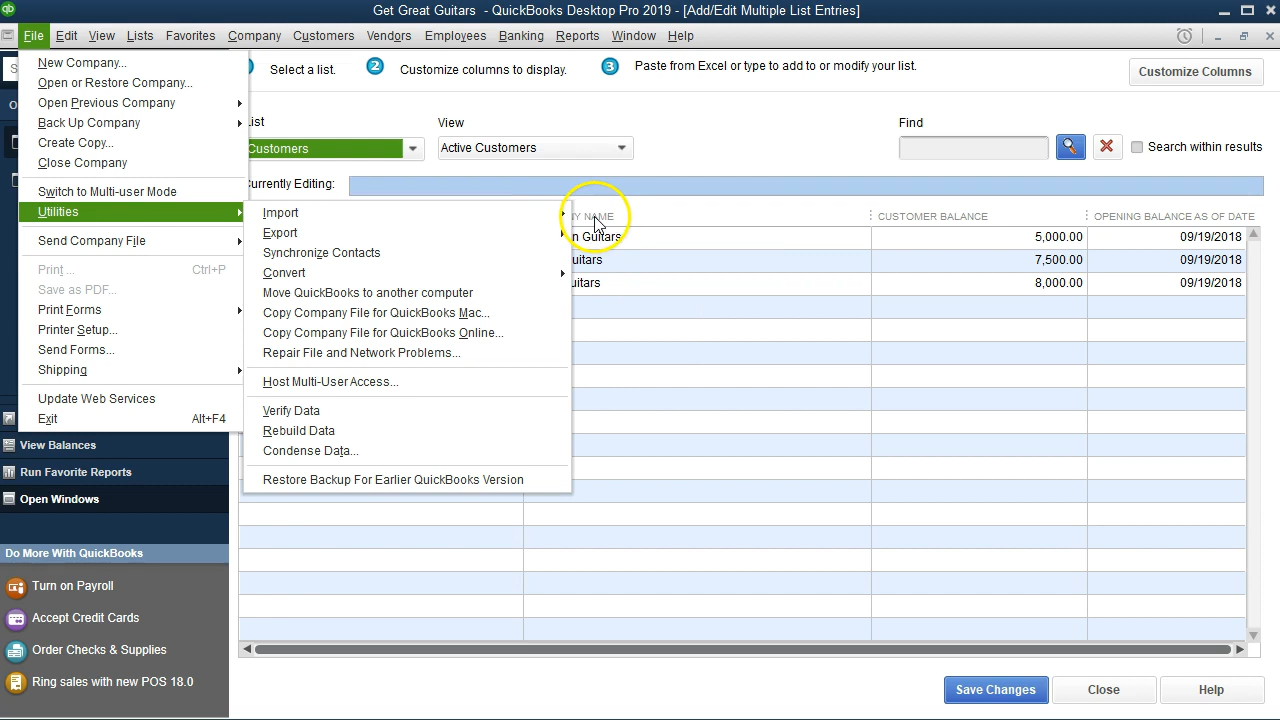 Get Great Guitars - QuickBooks Desktop Pro 2019 - [Add/Edit Multiple List Entries]
File Edit View Lists Favorites Company Customers Vendors Employees Banking Reports Window Help
Select a list. 2 Customize columns to display. 3 Paste from Excel or type to add to or modify your list.
Customize Columns
New Company...
Open or Restore Company...
Open Previous Company
Back Up Company
Create Copy...
Close Company
Switch to Multi-user Mode
Utilities
Send Company File
Print... Ctrl+P
Save as PDF...
Print Forms
Printer Setup...
Send Forms...
Shipping
Update Web Services
Exit Alt+F4
Import
Export
Synchronize Contacts
Convert
Move QuickBooks to another computer
Copy Company File for QuickBooks Mac...
Copy Company File for QuickBooks Online...
Repair File and Network Problems...
Host Multi-User Access...
Verify Data
Rebuild Data
Condense Data...
Restore Backup For Earlier QuickBooks Version
ist View Find
Customers Active Customers Search within results
urrently Editing:
NAME CUSTOMER BALANCE OPENING BALANCE AS OF DATE
n Guitars 5,000.00 09/19/2018
uitars 7,500.00 09/19/2018
uitars 8,000.00 09/19/2018
View Balances
Run Favorite Reports
Open Windows
Do More With QuickBooks
Turn on Payroll
Accept Credit Cards
Order Checks & Supplies
Ring sales with new POS 18.0
Save Changes Close Help